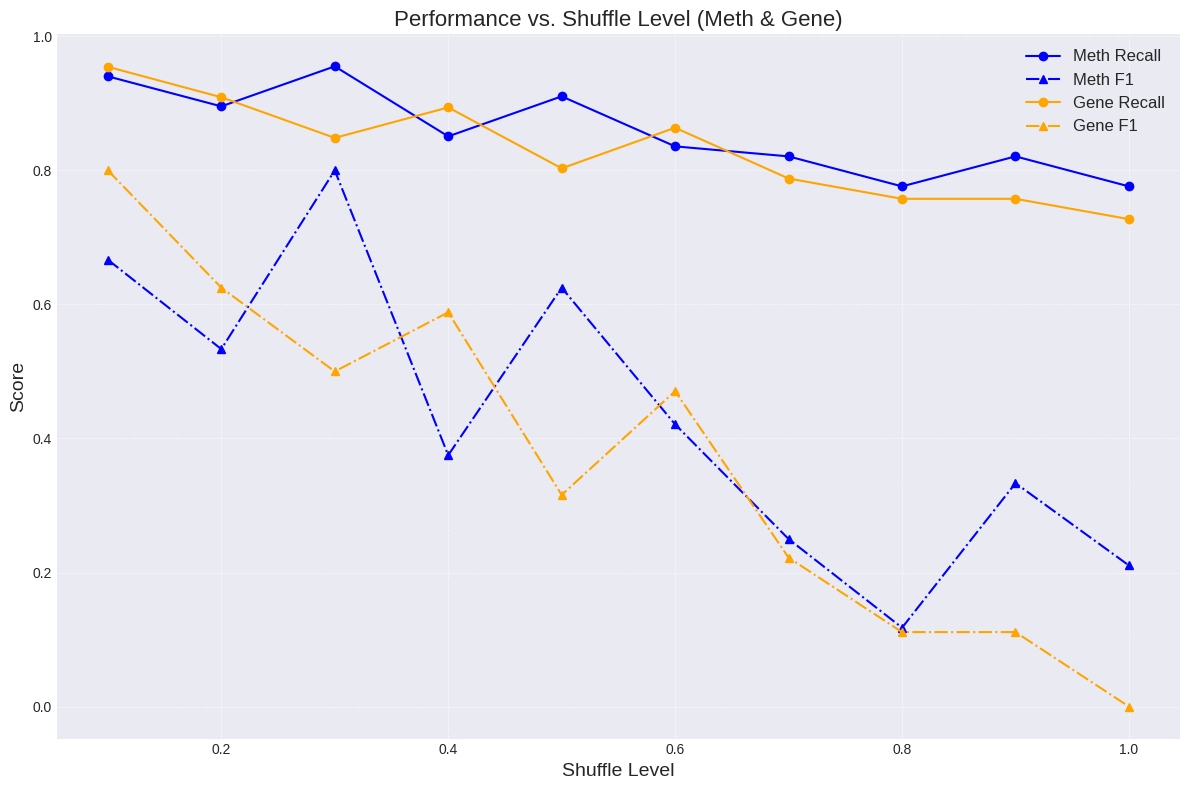 Performance vs. Shuffle Level (Meth & Gene)
Meth Recall
Meth F1
Gene Recall
Gene F1
Score
1.0
0.8
0.6
0.4
0.2
0.0
0.2 0.4 0.6 0.8 1.0
Shuffle Level